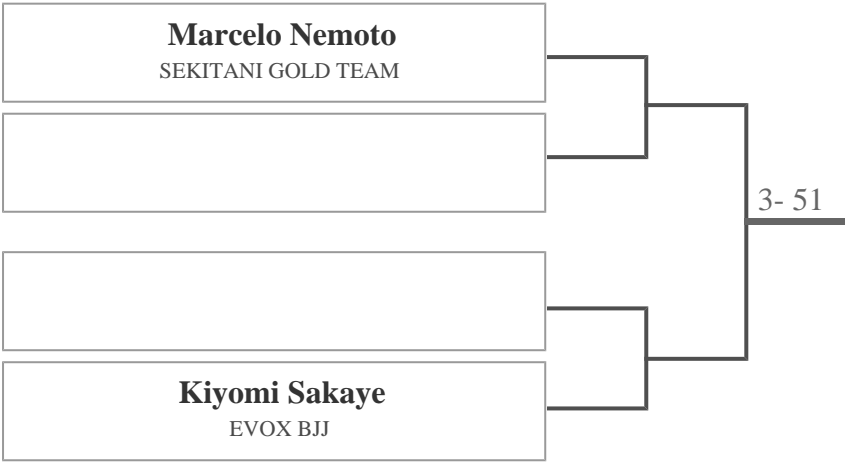 Marcelo Nemoto
SEKITANI GOLD TEAM
3- 51
Kiyomi Sakaye
EVOX BJJ